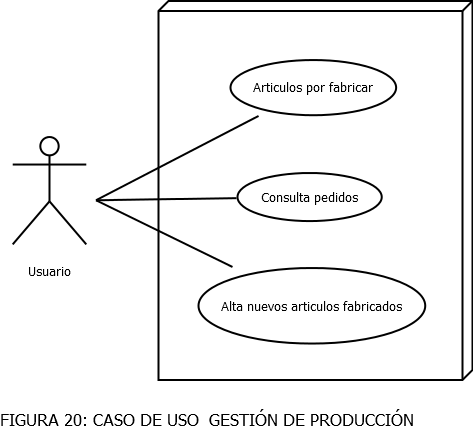 Articulos por fabricar
Consulta pedidos
Usuario
Alta nuevos articulos fabricados
FIGURA 20: CASO DE USO  GESTIÓN DE PRODUCCIÓN